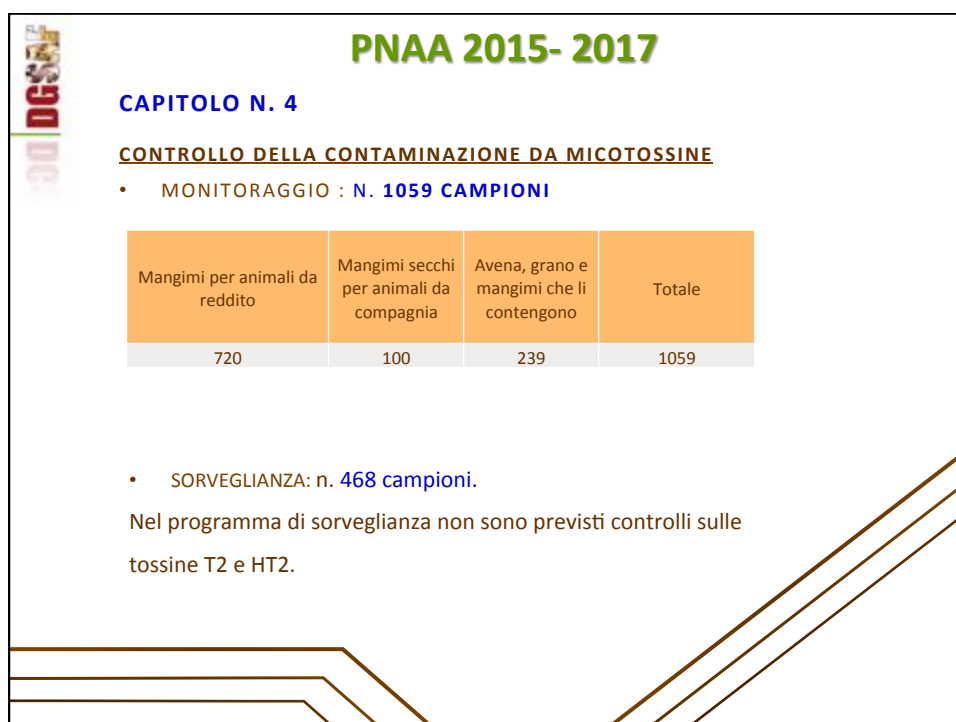 DGSAF
PNAA 2015- 2017
CAPITOLO N. 4
CONTROLLO DELLA CONTAMINAZIONE DA MICOTOSSINE
• MONITORAGGIO : N. 1059 CAMPIONI
Mangimi per animali da
reddito
Mangimi secchi
per animali da
compagnia
Avena, grano e
mangimi che li
contengono
Totale
720 100 239 1059
• SORVEGLIANZA: n. 468 campioni.
Nel programma di sorveglianza non sono previsti controlli sulle
tossine T2 e HT2.